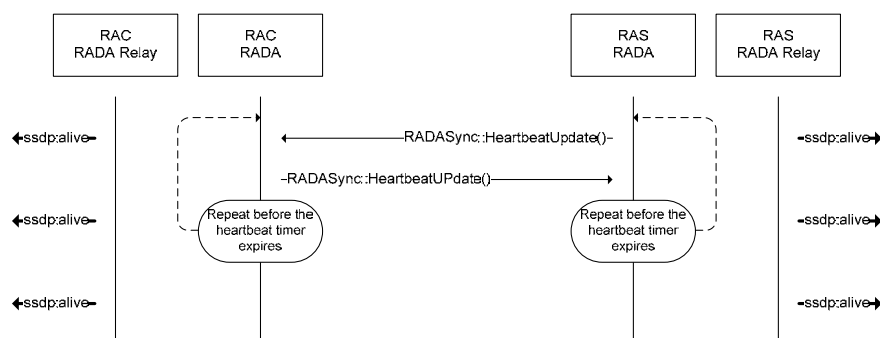 RAC
RADA Relay
RAC
RADA
RAS
RADA
RAS
RADA Relay
ssdp:alive
RADASync::HeartbeatUpdate()
ssdp:alive
RADASync::HeartbeatUPdate()
ssdp:alive
Repeat before the
heartbeat timer
expires
Repeat before the
heartbeat timer
expires
ssdp:alive
ssdp:alive
ssdp:alive